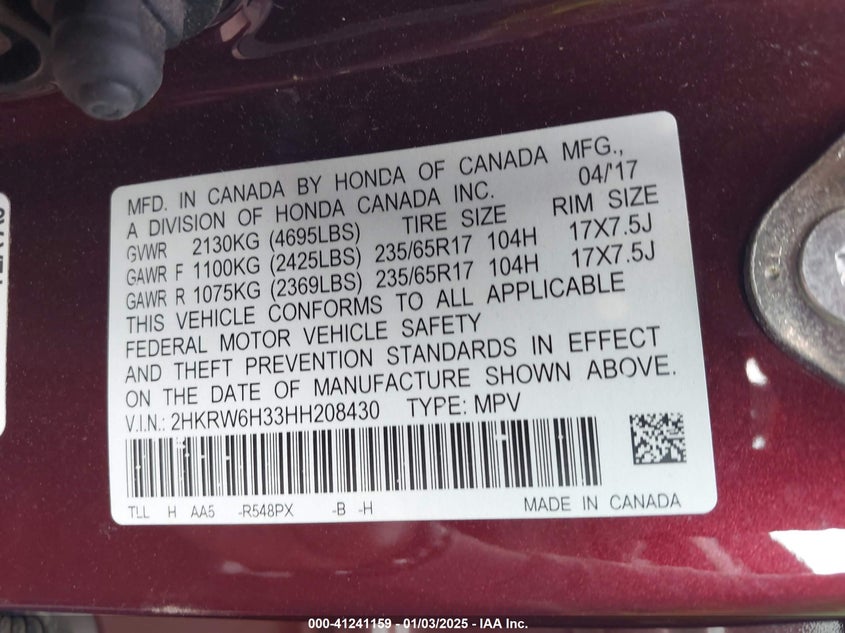 MFD. IN CANADA BY HONDA OF CANADA MFG.,
A DIVISION OF HONDA CANADA INC. 04/'17
GVWR 2130KG (4695LBS) TIRE SIZE RIM SIZE
GAWR F 1100KG (2425LBS) 235/65R17 104H 17X7.5J
GAWR R 1075KG (2369LBS) 235/65R17 104H 17X7.5J
THIS VEHICLE CONFORMS TO ALL APPLICABLE
FEDERAL MOTOR VEHICLE SAFETY
AND THEFT PREVENTION STANDARDS IN EFFECT
ON THE DATE OF MANUFACTURE SHOWN ABOVE.
V.I.N.: 2HKRW6H33HH208430 TYPE: MPV
TLL H AA5 -R548PX -B -H MADE IN CANADA
000-41241159 - 01/03/2025 - IAA Inc.